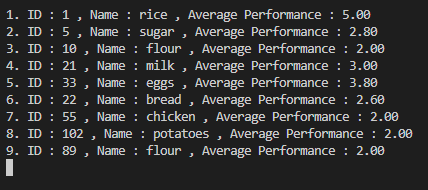 1. ID : 1 , Name : rice , Average Performance : 5.00
2. ID : 5 , Name : sugar , Average Performance : 2.80
3. ID : 10 , Name : flour , Average Performance : 2.00
4. ID : 21 , Name : milk , Average Performance : 3.00
5. ID : 33 , Name : eggs , Average Performance : 3.80
6. ID : 22 , Name : bread , Average Performance : 2.60
7. ID : 55 , Name : chicken , Average Performance : 2.00
8. ID : 102 , Name : potatoes , Average Performance : 2.00
9. ID : 89 , Name : flour , Average Performance : 2.00